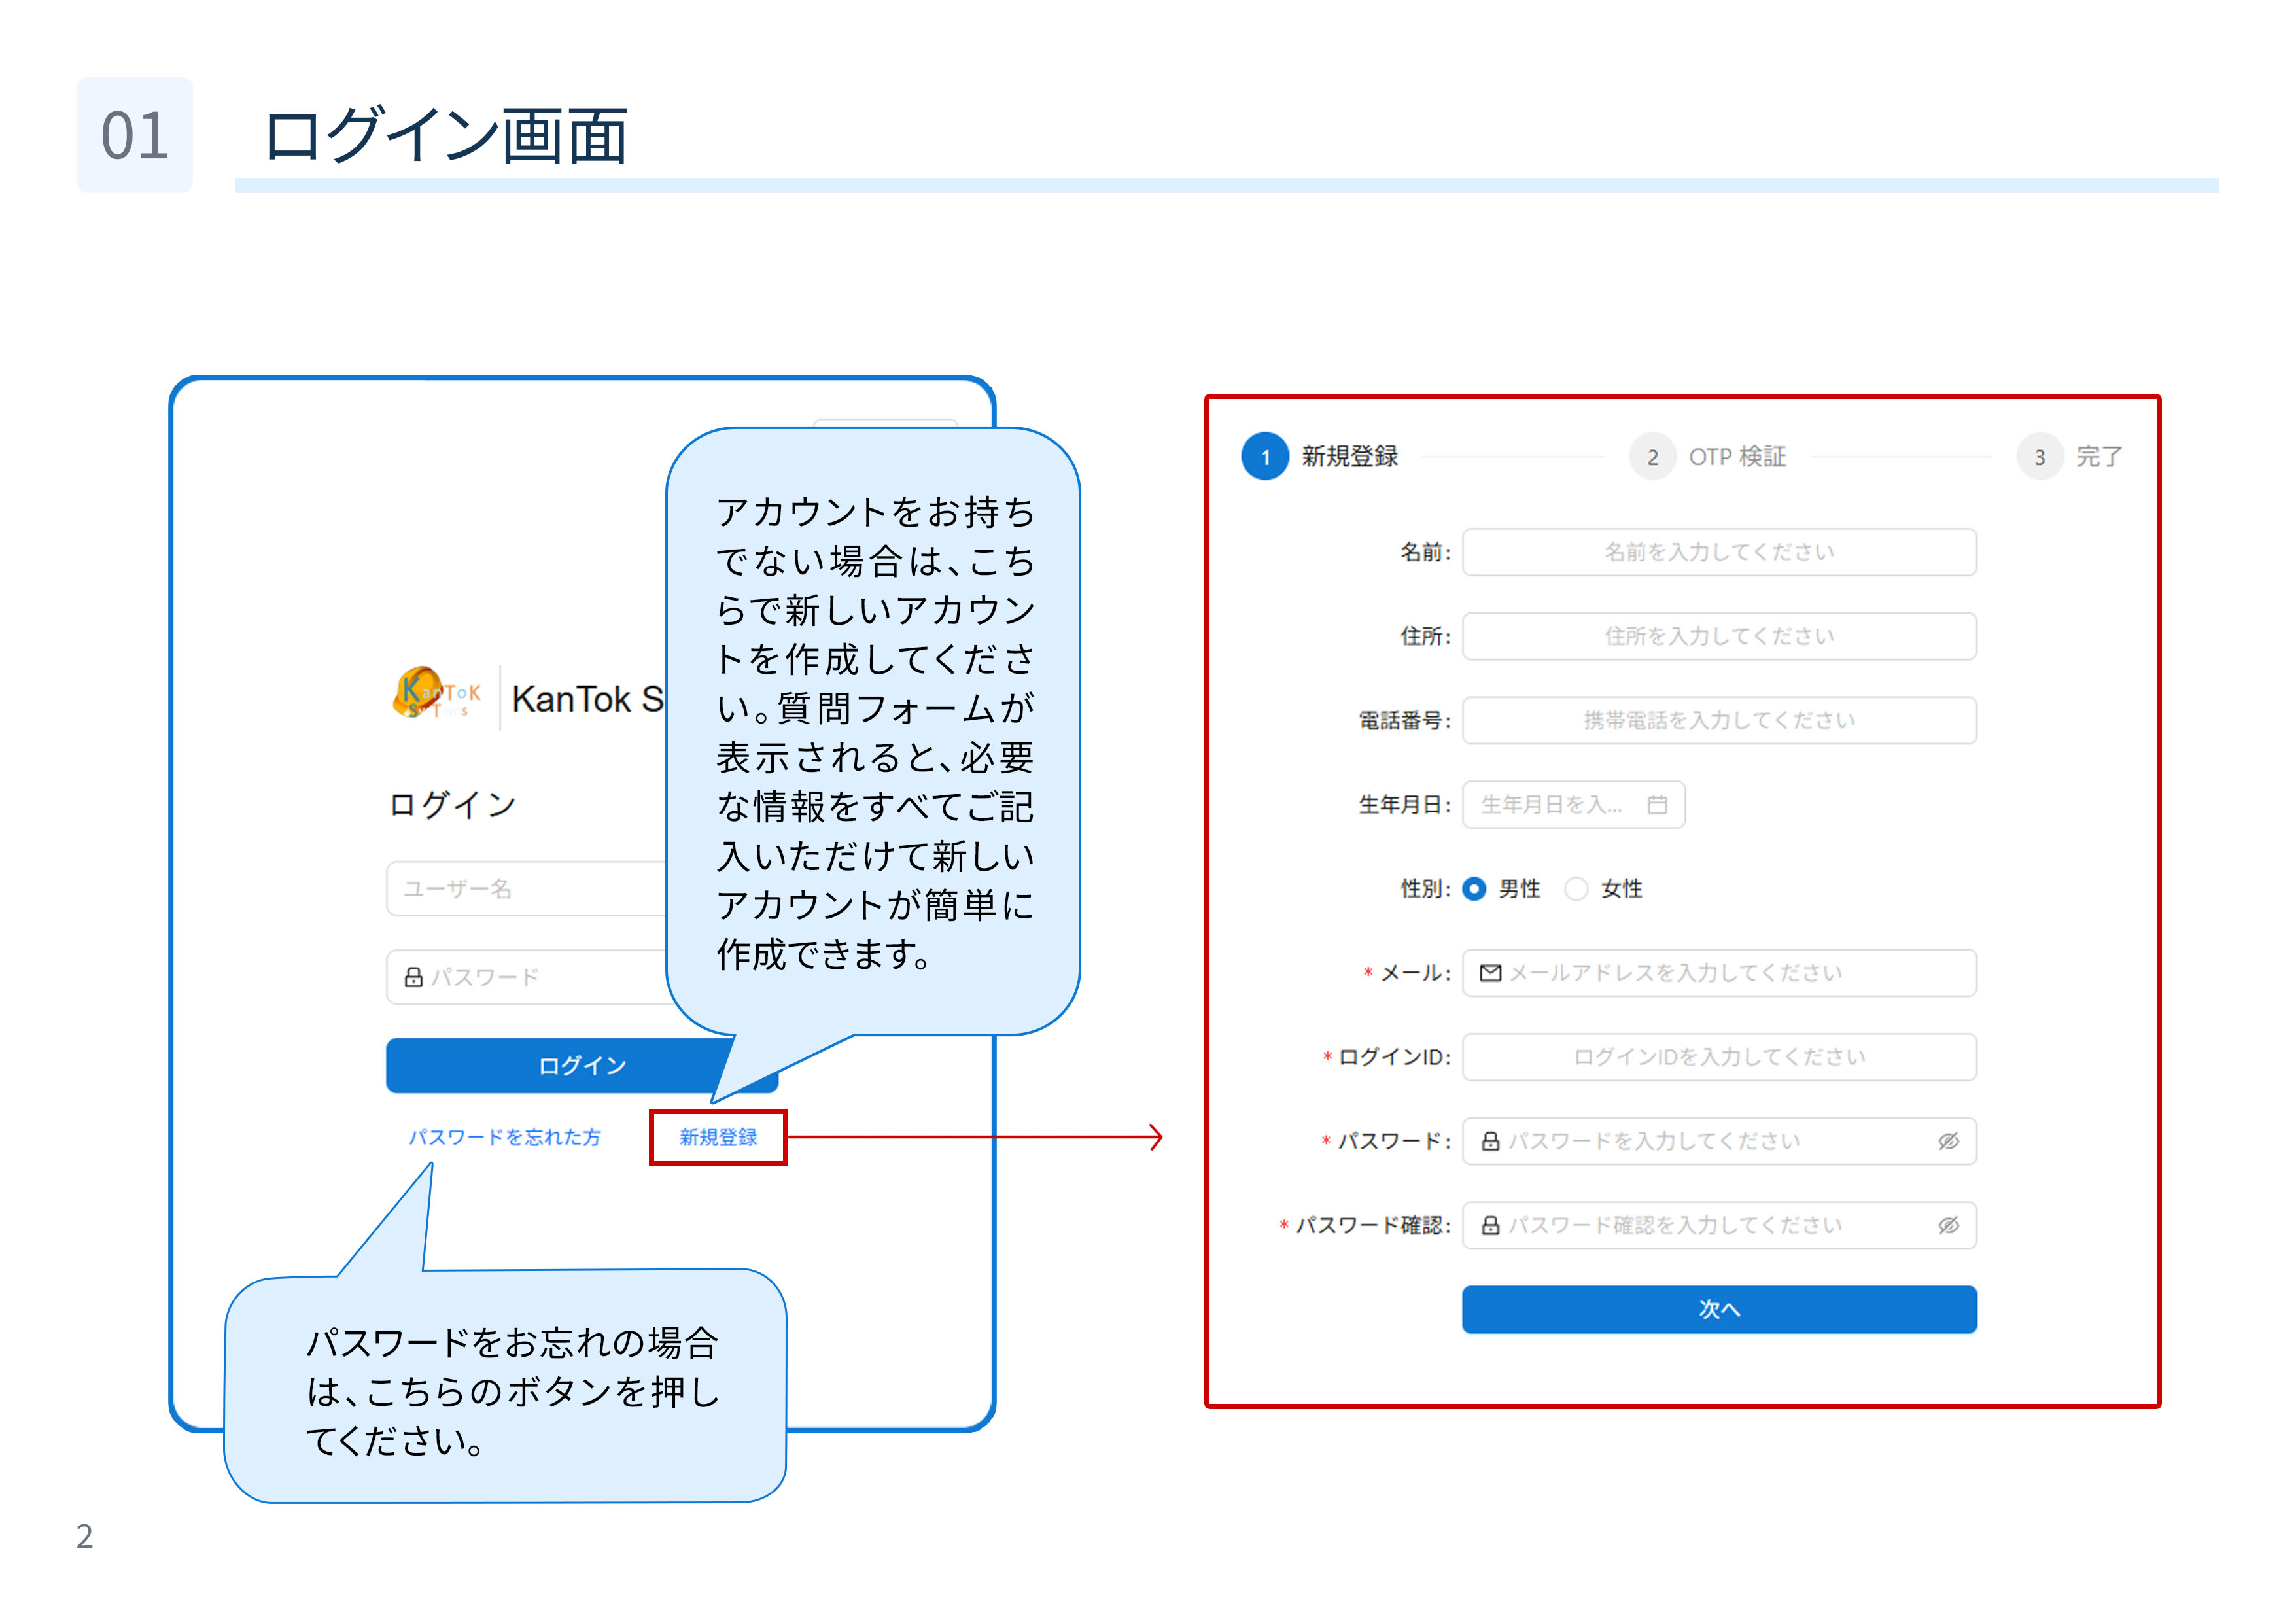 01
ログイン画面
KanTok
SyT s
KanTok S
ログイン
ユーザー名
パスワード
ログイン
パスワードを忘れた方
新規登録
アカウントをお持ち
でない場合は、こち
らで新しいアカウン
トを作成してくださ
い。質問フォームが
表示されると、必要
な情報をすべてご記
入いただけて新しい
アカウントが簡単に
作成できます。
パスワードをお忘れの場合
は、こちらのボタンを押し
てください。
1 新規登録
2 OTP 検証
3 完了
名前: 名前を入力してください
住所: 住所を入力してください
電話番号: 携帯電話を入力してください
生年月日: 生年月日を入...
性別: 男性 女性
* メール: メールアドレスを入力してください
* ログインID: ログインIDを入力してください
* パスワード: パスワードを入力してください
* パスワード確認: パスワード確認を入力してください
次へ
2